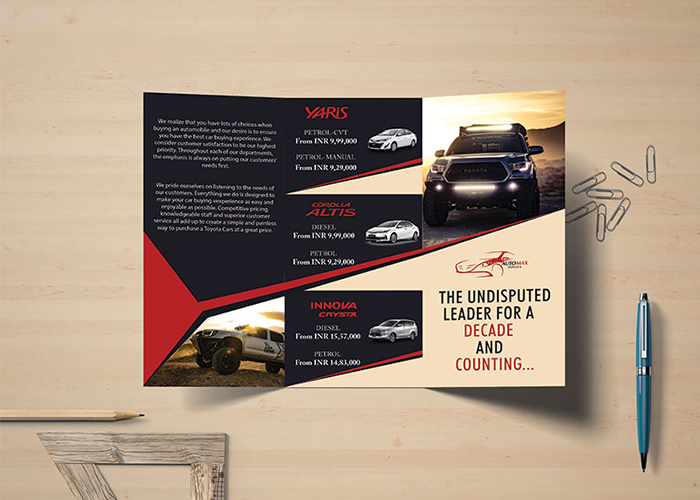 We realize that you have lots of choices when
buying an automobile and our desire is to ensure
you have the best car buying experience. We
consider customer satisfaction to be our highest
priority. Throughout each of our departments,
the emphasis is always on putting our customers'
needs first.
We pride ourselves on listening to the needs of
our customers. Everything we do is designed to
make your car buying vexperience as easy and
enjoyable as possible. Competitive pricing,
knowledgeable staff and superior customer
service all add up to create a simple and painless
way to purchase a Toyota Cars at a great price.
YARIS
PETROL-CVT
From INR 9,99,000
PETROL-MANUAL
From INR 9,29,000
COROLLA
ALTIS
DIESEL
From INR 9,99,000
PETROL
From INR 9,29,000
INNOVA
CRYSTA
DIESEL
From INR 15,57,000
PETROL
From INR 14,83,000
TOYOTA
AUTOMAX
THE UNDISPUTED
LEADER FOR A
DECADE
AND
COUNTING...